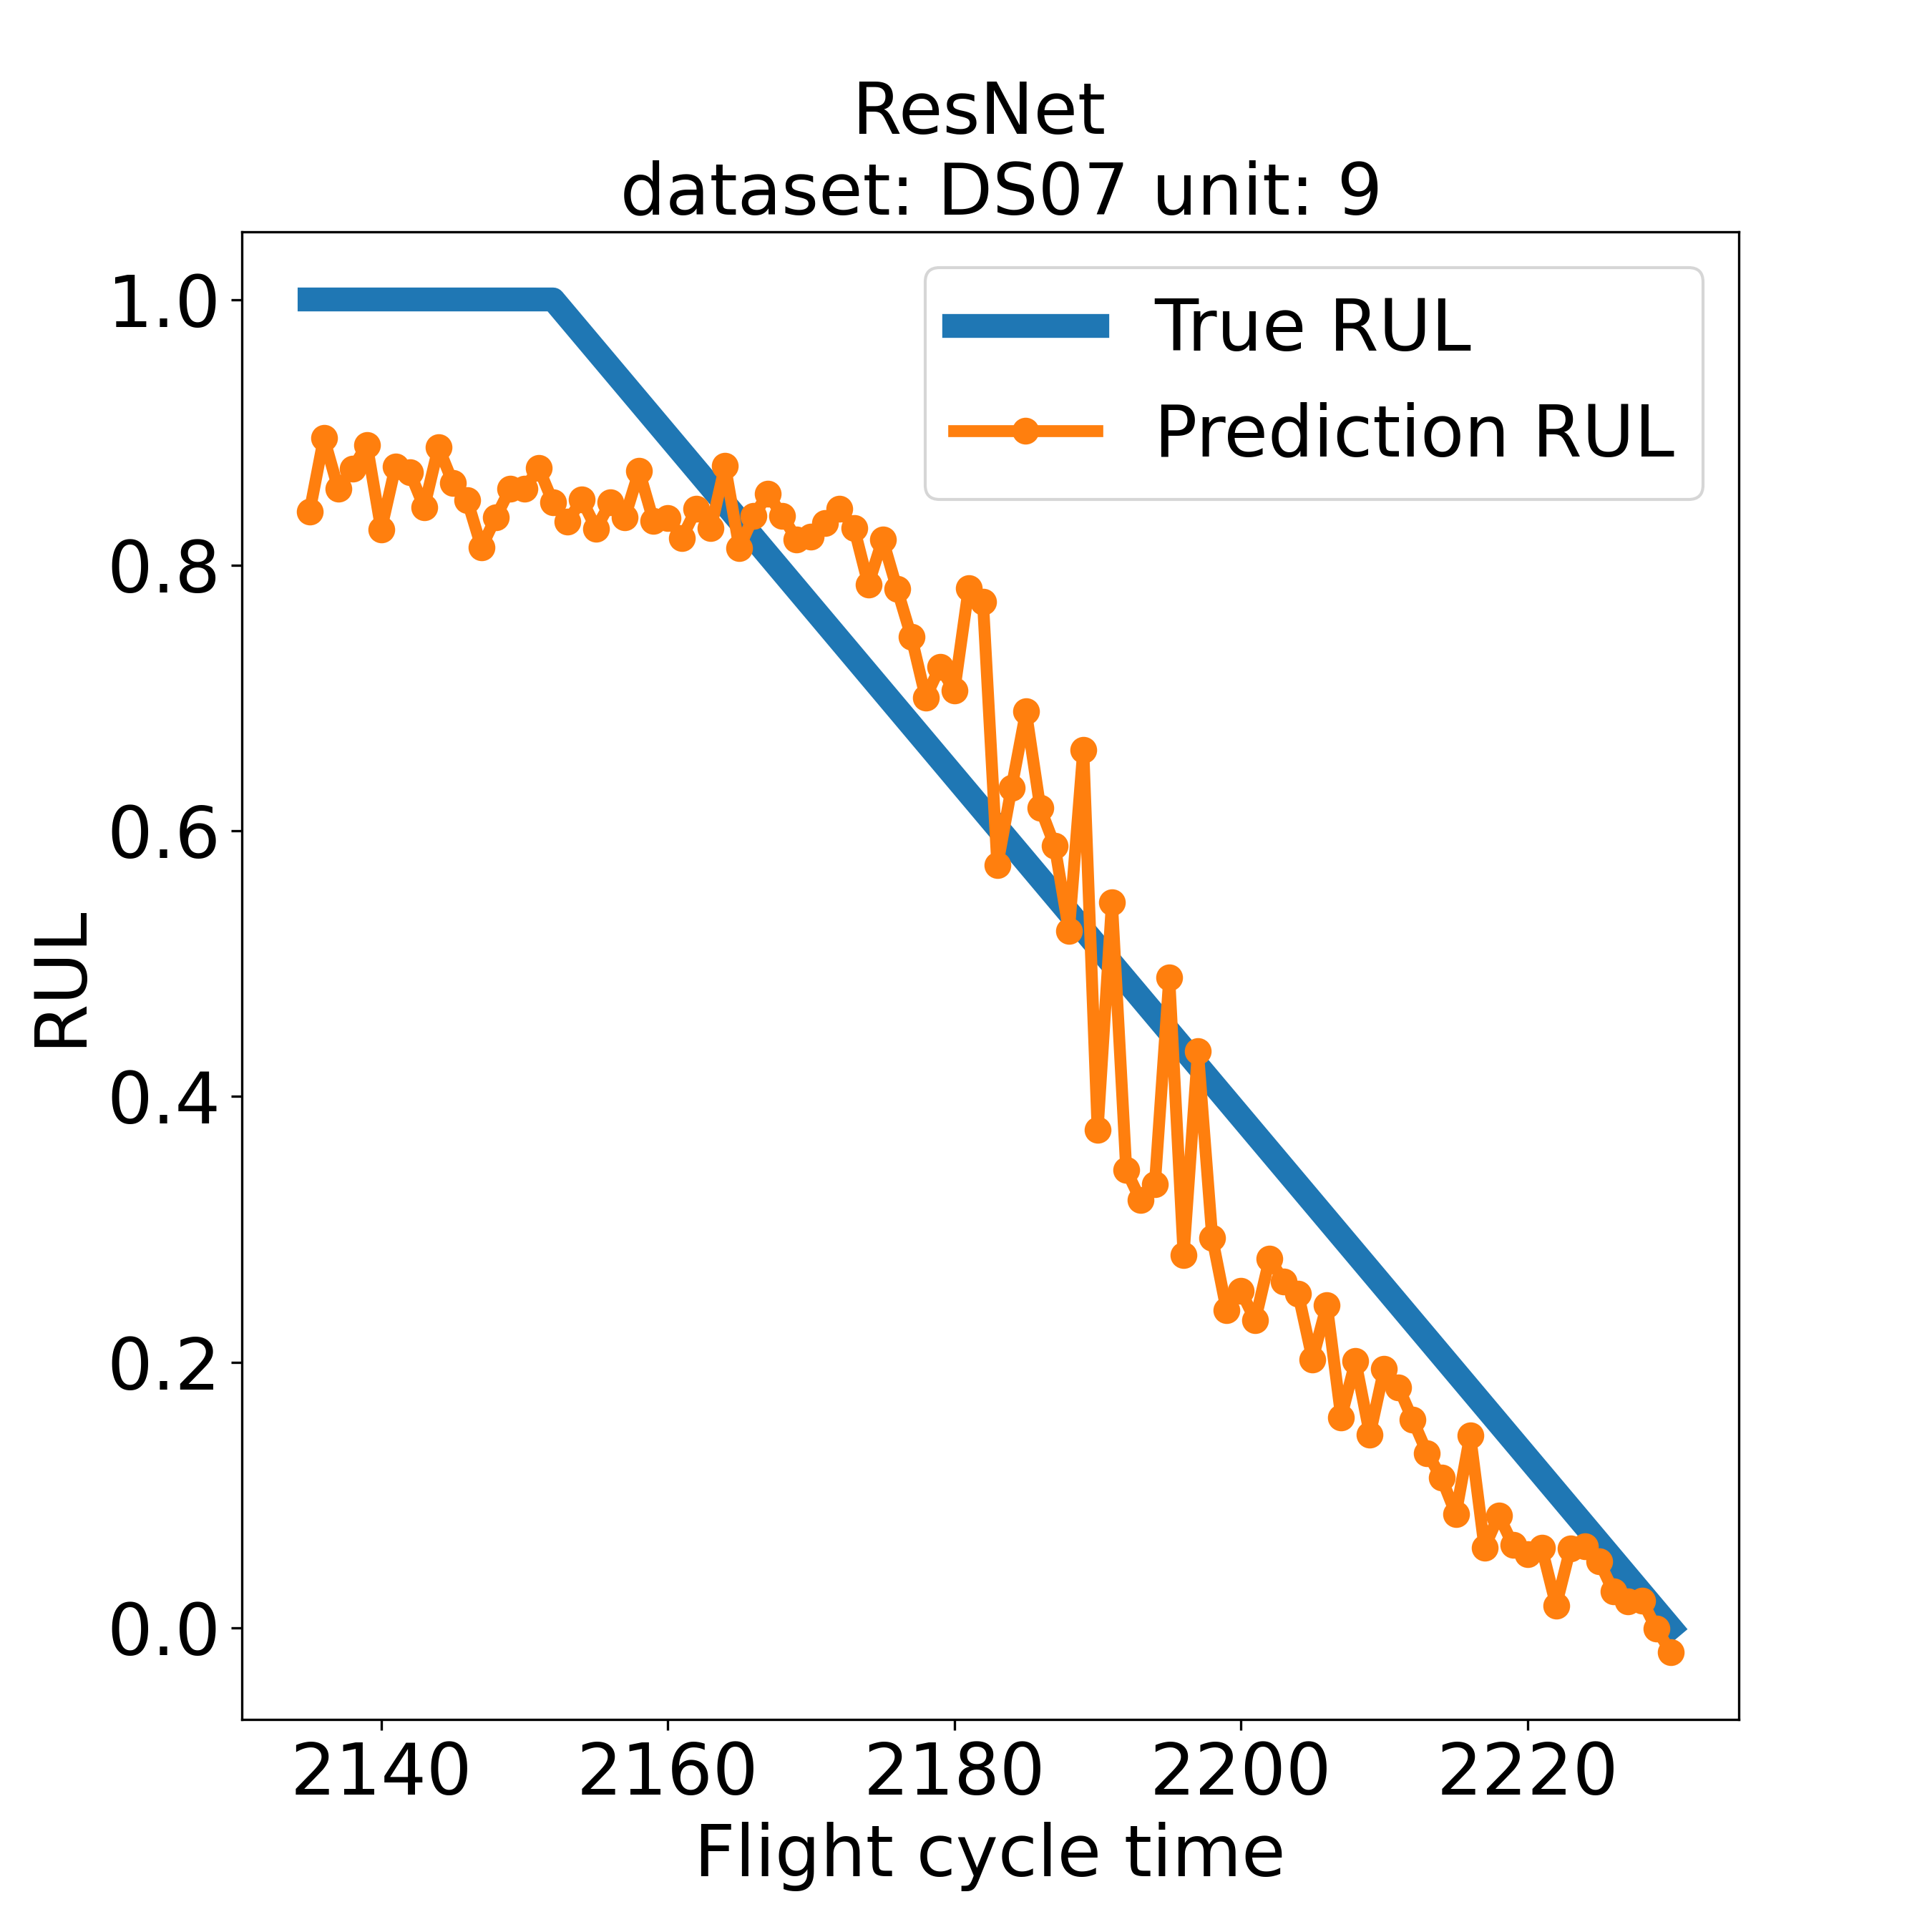 ResNet
dataset: DS07 unit: 9
True RUL
Prediction RUL
1.0
0.8
0.6
0.4
0.2
0.0
RUL
2140 2160 2180 2200 2220
Flight cycle time